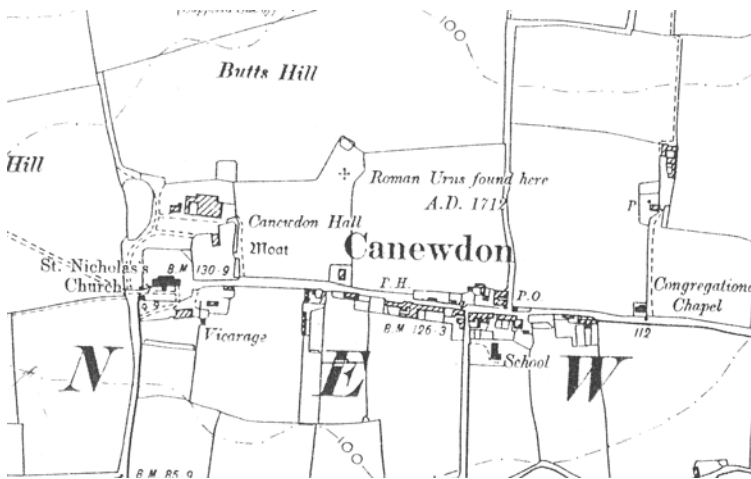 100
Butts Hill
Hill
Roman Urns found here
A.D. 1712
P
Canewdon Hall
Moat
Canewdon
B.M. 130·9
St. Nicholas's
Church
P.H.
P.O.
Congregationa
Chapel
B.M. 126·3
112
Vicarage
School
N
E
W
100
B.M. 85·9